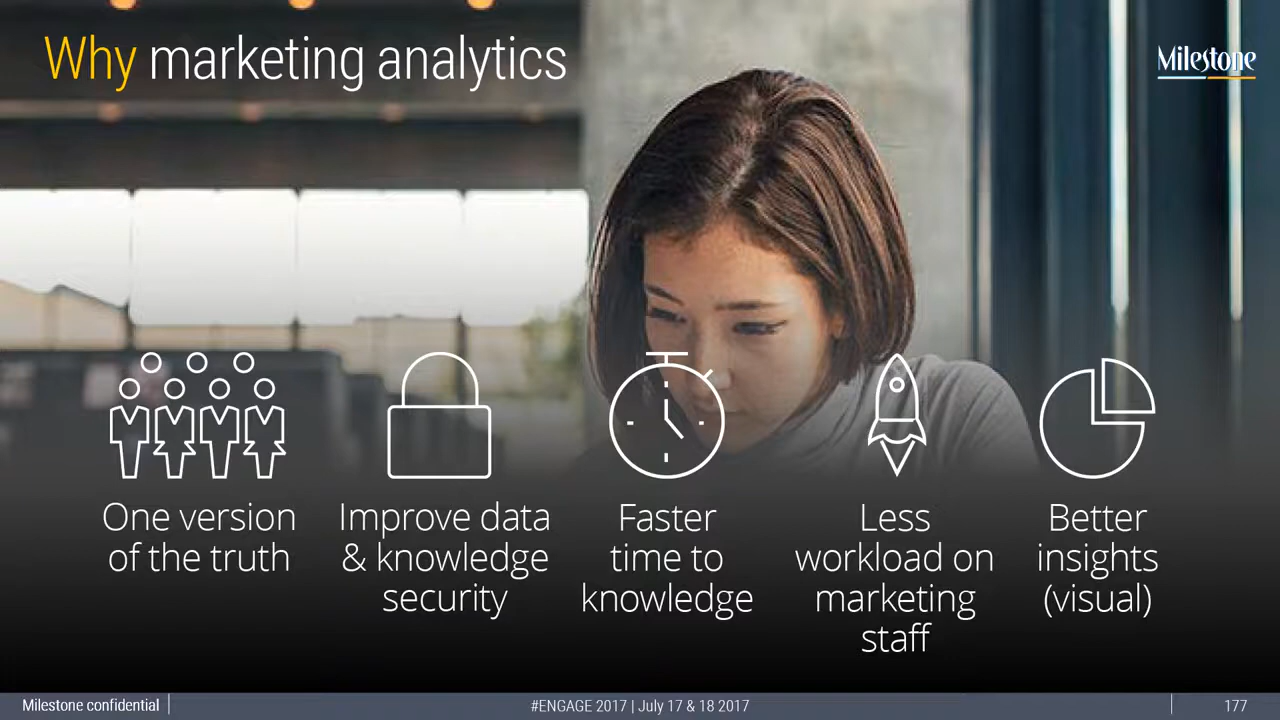 Why marketing analytics
Milestone
One version
of the truth
Improve data
& knowledge
security
Faster
time to
knowledge
Less
workload on
marketing
staff
Better
insights
(visual)
Milestone confidential
#ENGAGE 2017 | July 17 & 18 2017
177